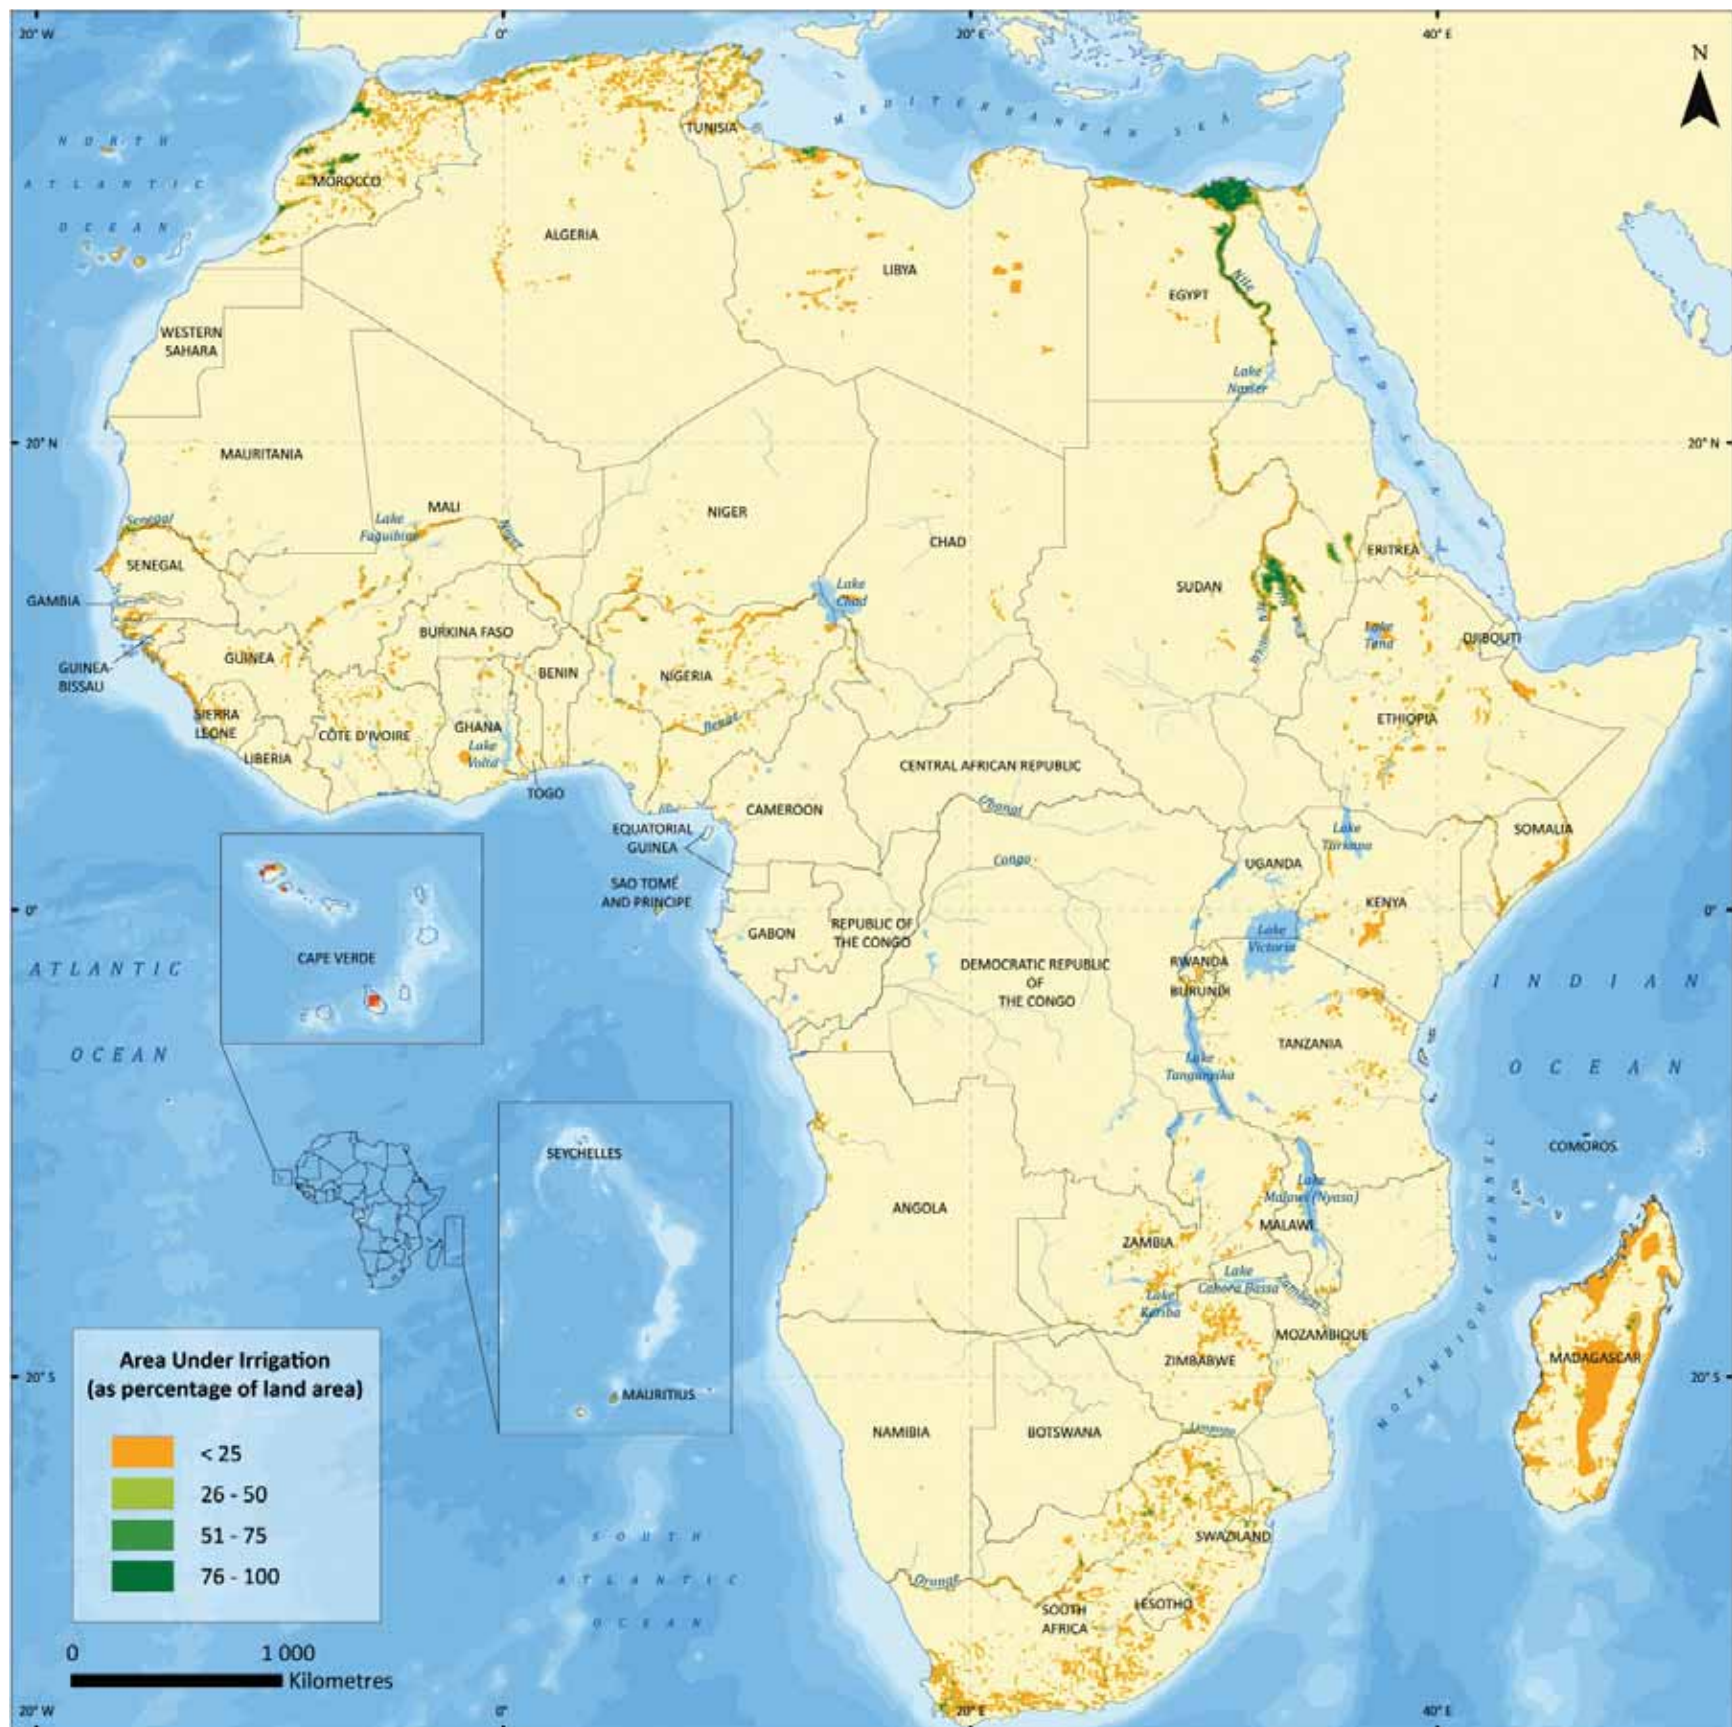 20° W
0°
20° E
40° E
N
MEDITERRANEAN SEA
NORTH
ATLANTIC
OCEAN
TUNISIA
MOROCCO
ALGERIA
LIBYA
EGYPT
Nile
WESTERN
SAHARA
Lake
Nasser
RED SEA
20° N
20° N
MAURITANIA
MALI
Lake
Faguibine
Niger
NIGER
CHAD
Senegal
SENEGAL
ERITREA
SUDAN
Lake
Chad
GAMBIA
BURKINA FASO
Lake
Tana
DJIBOUTI
GUINEA
GUINEA-
BISSAU
BENIN
NIGERIA
SIERRA
LEONE
CÔTE D'IVOIRE
GHANA
Lake
Volta
Benue
ETHIOPIA
LIBERIA
CENTRAL AFRICAN REPUBLIC
TOGO
CAMEROON
Ubangi
EQUATORIAL
GUINEA
Lake
Turkana
SOMALIA
Congo
UGANDA
SAO TOMÉ
AND PRINCIPE
KENYA
0°
0°
GABON
REPUBLIC OF
THE CONGO
Lake
Victoria
CAPE VERDE
DEMOCRATIC REPUBLIC
OF
THE CONGO
RWANDA
BURUNDI
ATLANTIC
OCEAN
INDIAN
OCEAN
TANZANIA
Lake
Tanganyika
SEYCHELLES
COMOROS
ANGOLA
Lake
Malawi (Nyasa)
MALAWI
ZAMBIA
Lake
Cahora Bassa
Zambezi
Lake
Kariba
MOZAMBIQUE CHANNEL
MOZAMBIQUE
ZIMBABWE
MADAGASCAR
20° S
20° S
MAURITIUS
NAMIBIA
BOTSWANA
Limpopo
Area Under Irrigation
(as percentage of land area)
< 25
26 - 50
51 - 75
76 - 100
SOUTH
ATLANTIC
OCEAN
SWAZILAND
Orange
SOUTH
AFRICA
LESOTHO
0
1 000
Kilometres
20° W
0°
20° E
40° E